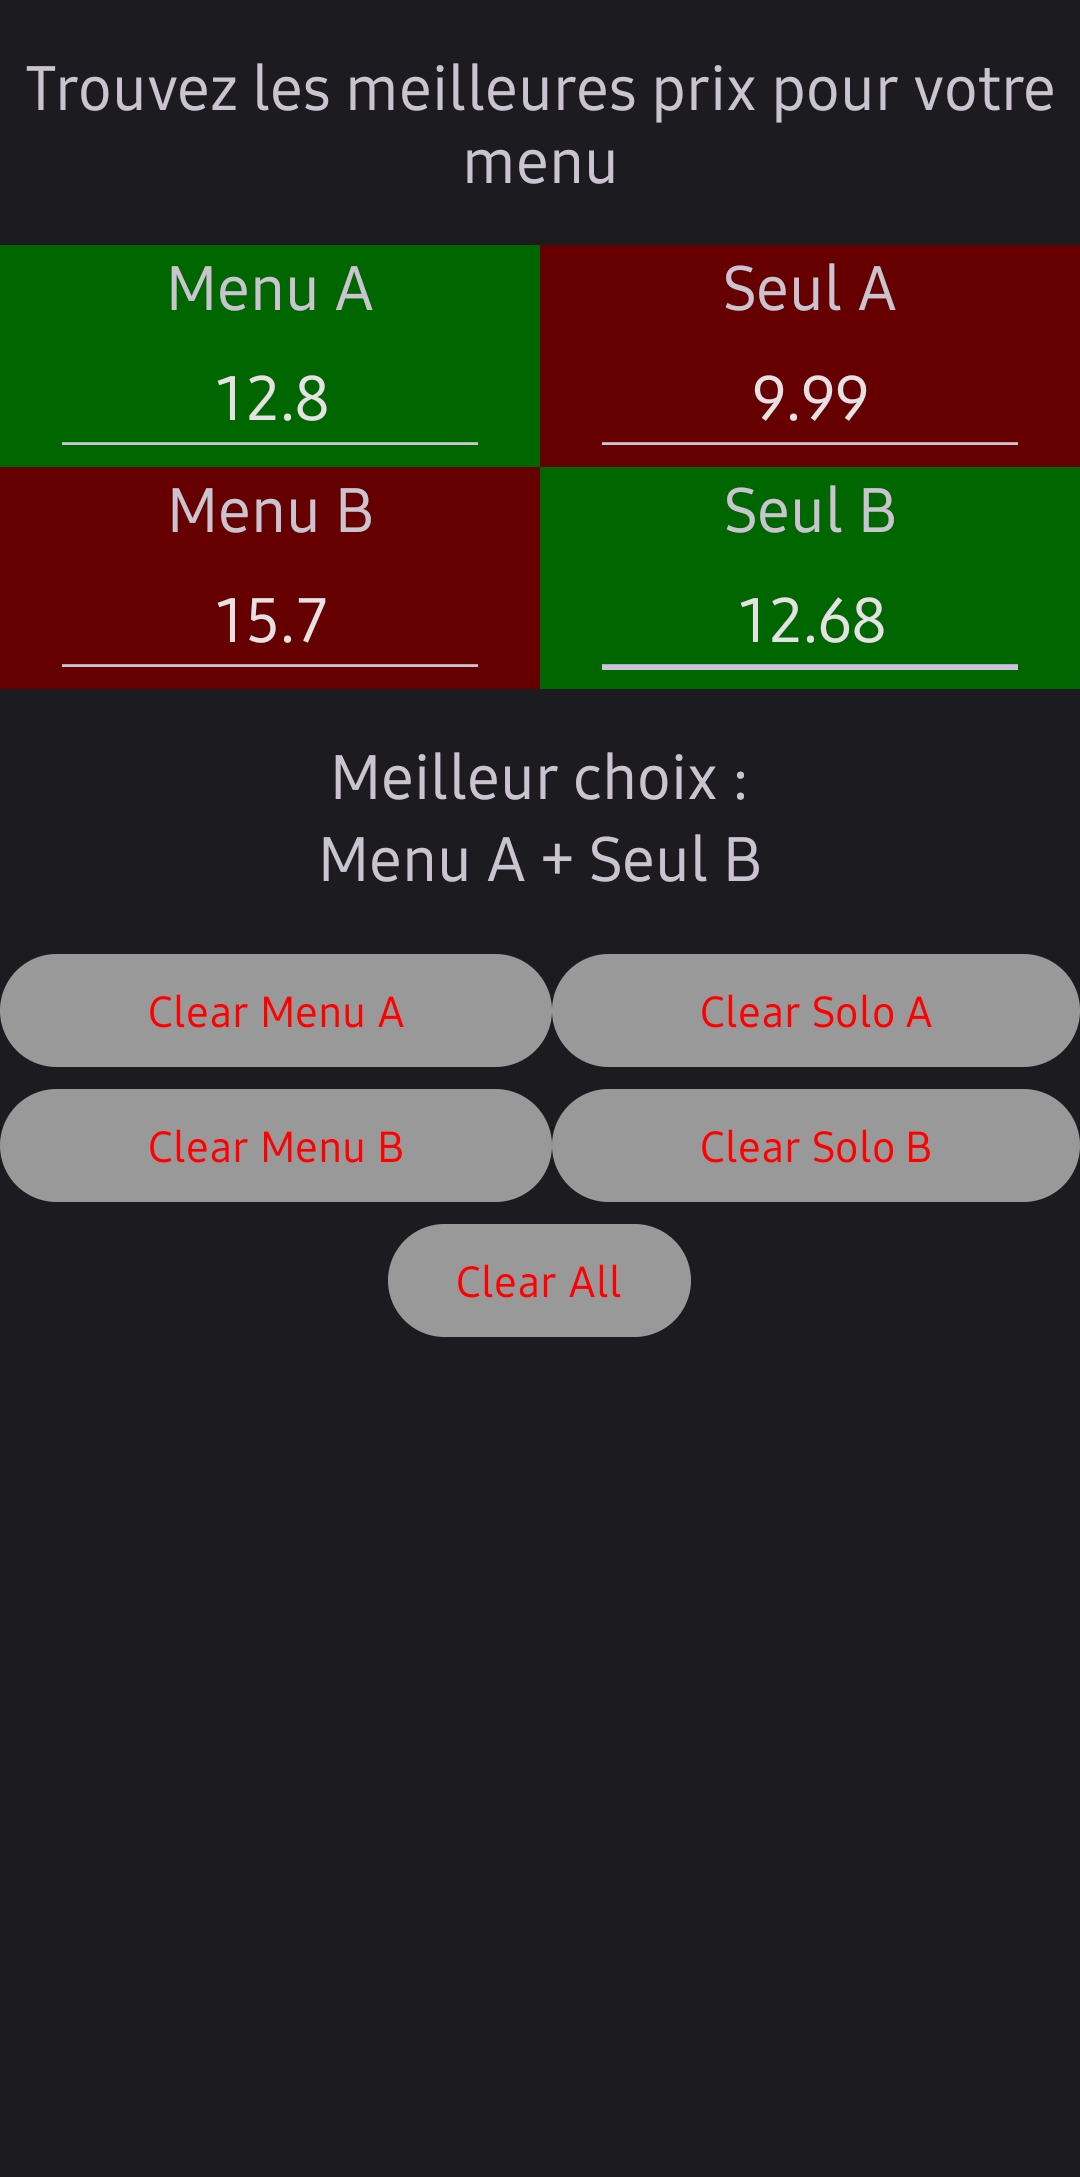 Trouvez les meilleures prix pour votre
menu
Menu A
Seul A
12.8
9.99
Menu B
Seul B
15.7
12.68
Meilleur choix :
Menu A + Seul B
Clear Menu A
Clear Solo A
Clear Menu B
Clear Solo B
Clear All